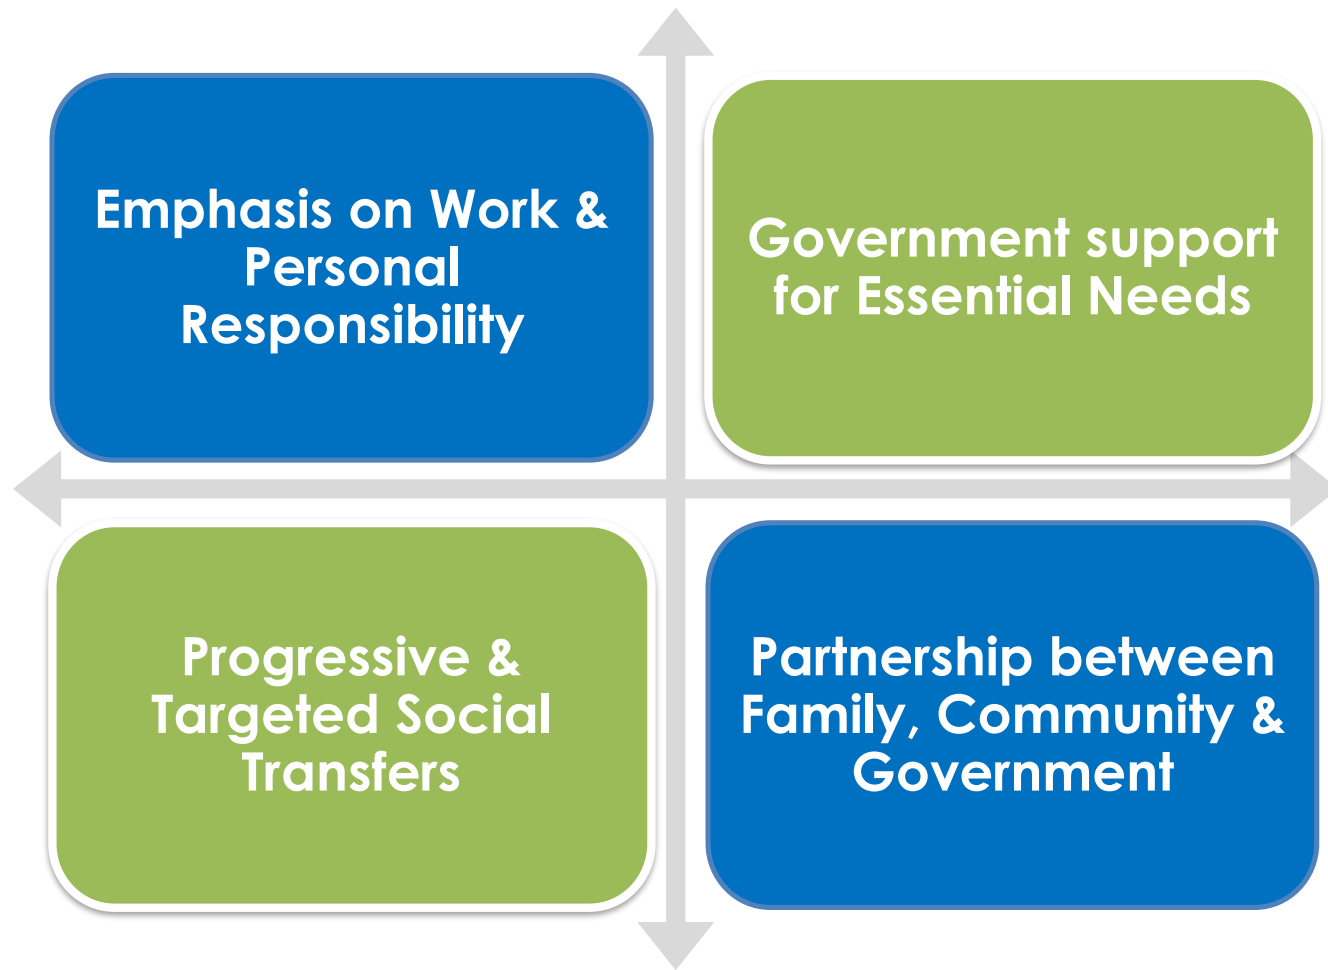 Emphasis on Work &
Personal
Responsibility
Government support
for Essential Needs
Progressive &
Targeted Social
Transfers
Partnership between
Family, Community &
Government